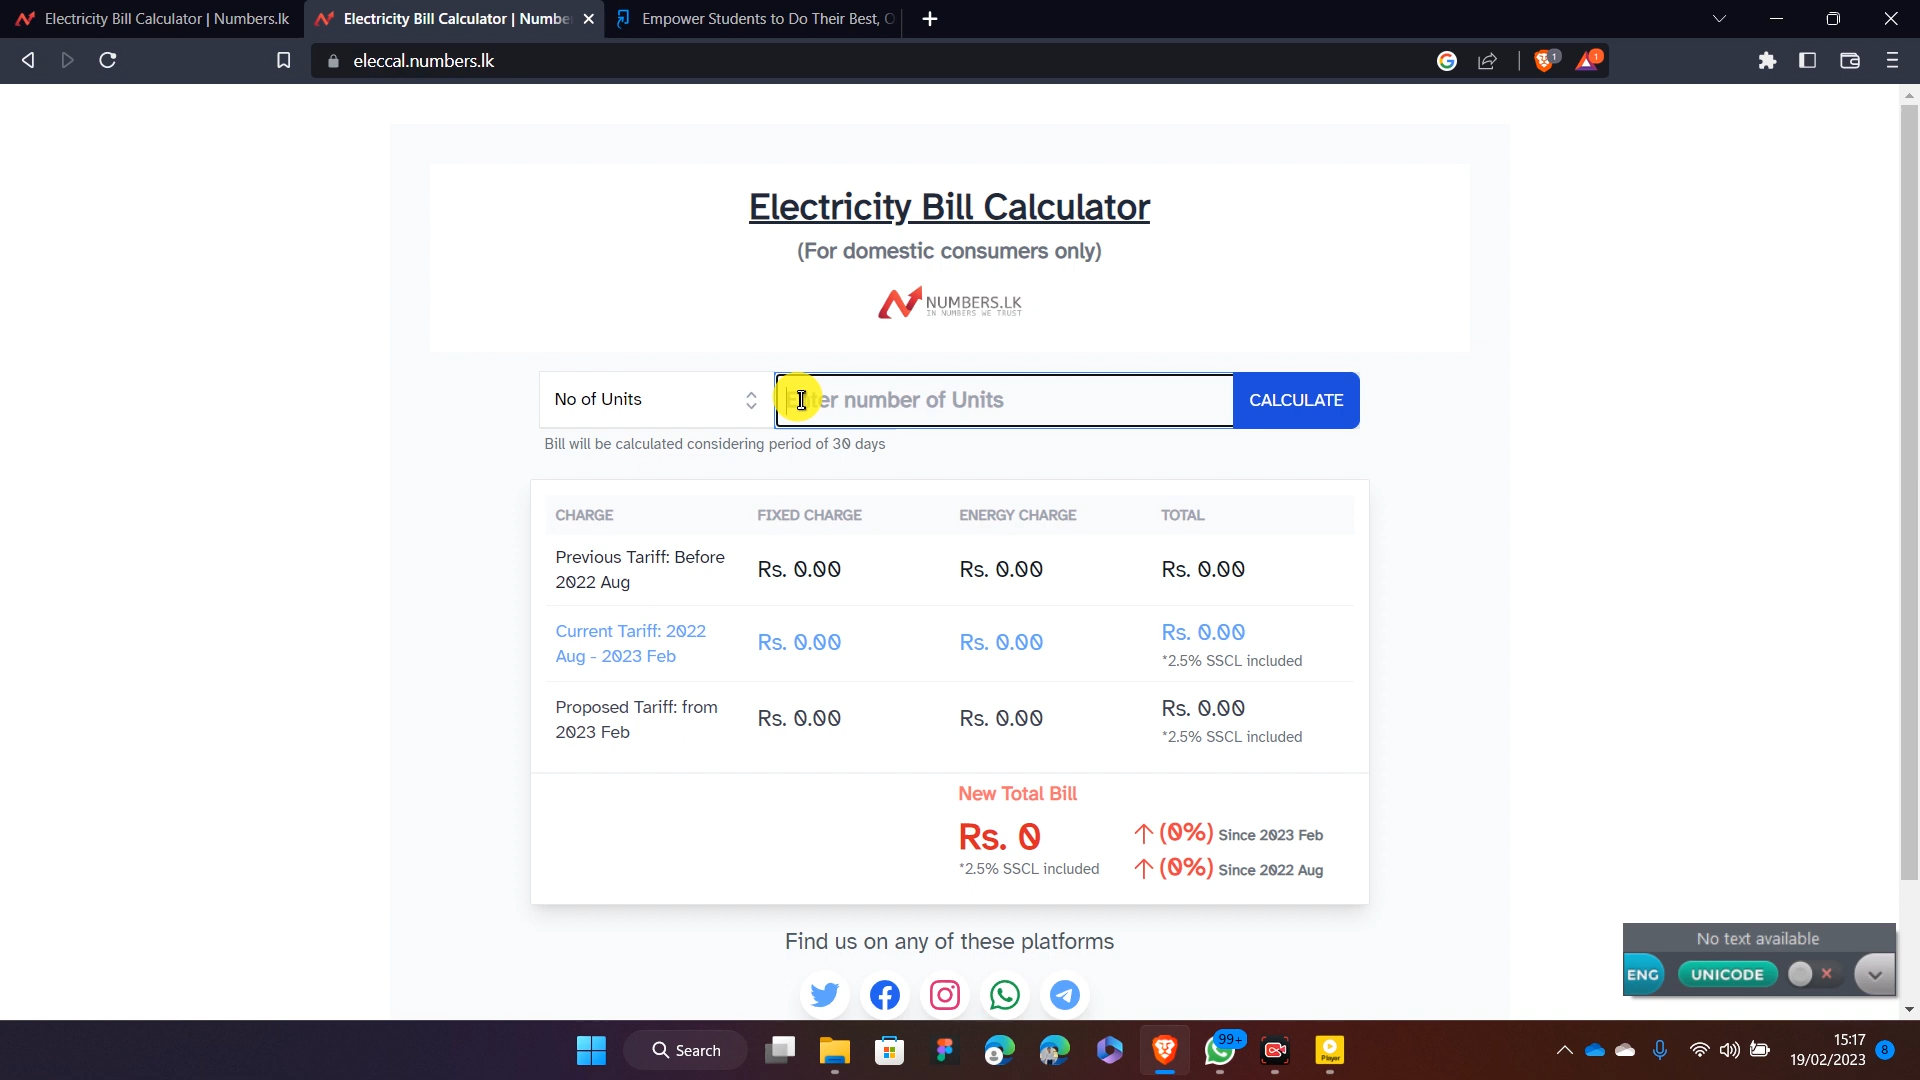 Electricity Bill Calculator | Numbers.lk
Electricity Bill Calculator | Numbe
Empower Students to Do Their Best, O
eleccal.numbers.lk
1
1
Electricity Bill Calculator
(For domestic consumers only)
NUMBERS.LK
IN NUMBERS WE TRUST
No of Units
Enter number of Units
CALCULATE
Bill will be calculated considering period of 30 days
CHARGE FIXED CHARGE ENERGY CHARGE TOTAL
Previous Tariff: Before
2022 Aug
Rs. 0.00 Rs. 0.00 Rs. 0.00
Current Tariff: 2022
Aug - 2023 Feb
Rs. 0.00 Rs. 0.00 Rs. 0.00
*2.5% SSCL included
Proposed Tariff: from
2023 Feb
Rs. 0.00 Rs. 0.00 Rs. 0.00
*2.5% SSCL included
New Total Bill
Rs. 0
*2.5% SSCL included
(0%) Since 2023 Feb
(0%) Since 2022 Aug
Find us on any of these platforms
No text available
ENG UNICODE
Search
99+
Player
15:17
19/02/2023
8